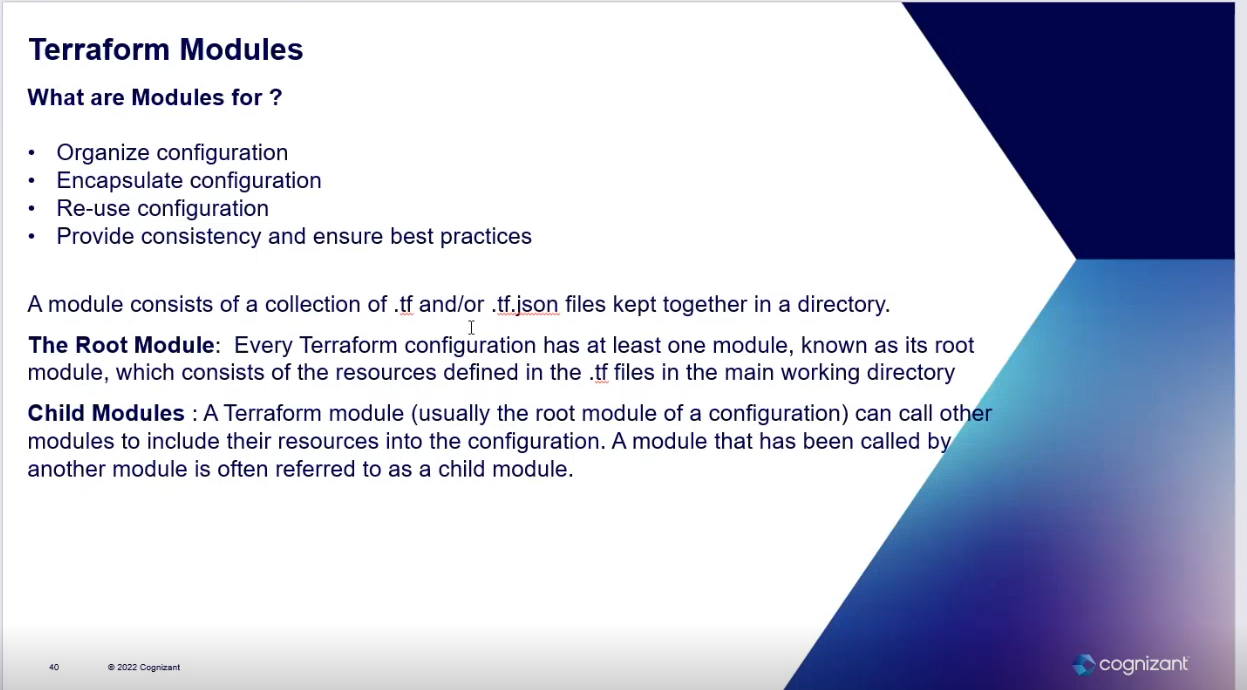 Terraform Modules
What are Modules for ?
• Organize configuration
• Encapsulate configuration
• Re-use configuration
• Provide consistency and ensure best practices
A module consists of a collection of .tf and/or .tf.json files kept together in a directory.
The Root Module: Every Terraform configuration has at least one module, known as its root
module, which consists of the resources defined in the .tf files in the main working directory
Child Modules : A Terraform module (usually the root module of a configuration) can call other
modules to include their resources into the configuration. A module that has been called by
another module is often referred to as a child module.
40 © 2022 Cognizant
cognizant